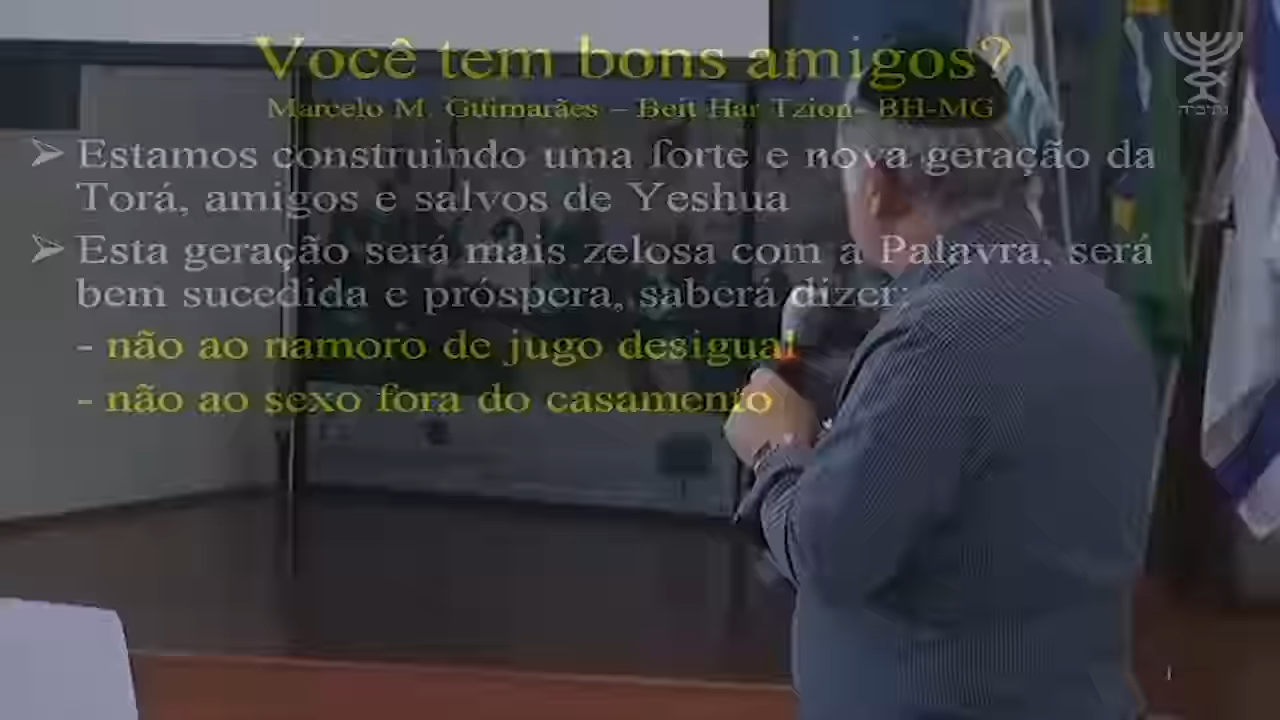 Você tem bons amigos?
Marcelo M. Guimarães – Beit Har Tzion- BH-MG
➢ Estamos construindo uma forte e nova geração da
Torá, amigos e salvos de Yeshua
➢ Esta geração será mais zelosa com a Palavra, será
bem sucedida e próspera, saberá dizer:
- não ao namoro de jugo desigual
- não ao sexo fora do casamento